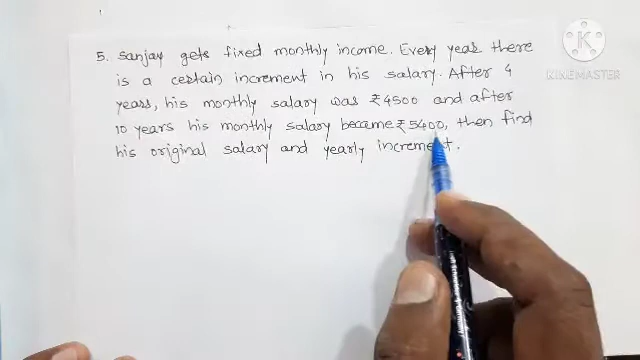 KINEMASTER
5. Sanjay gets fixed monthly income. Every year there
is a certain increment in his salary. After 4
years, his monthly salary was ₹4500 and after
10 years his monthly salary became ₹5400, then find
his original salary and yearly increment.